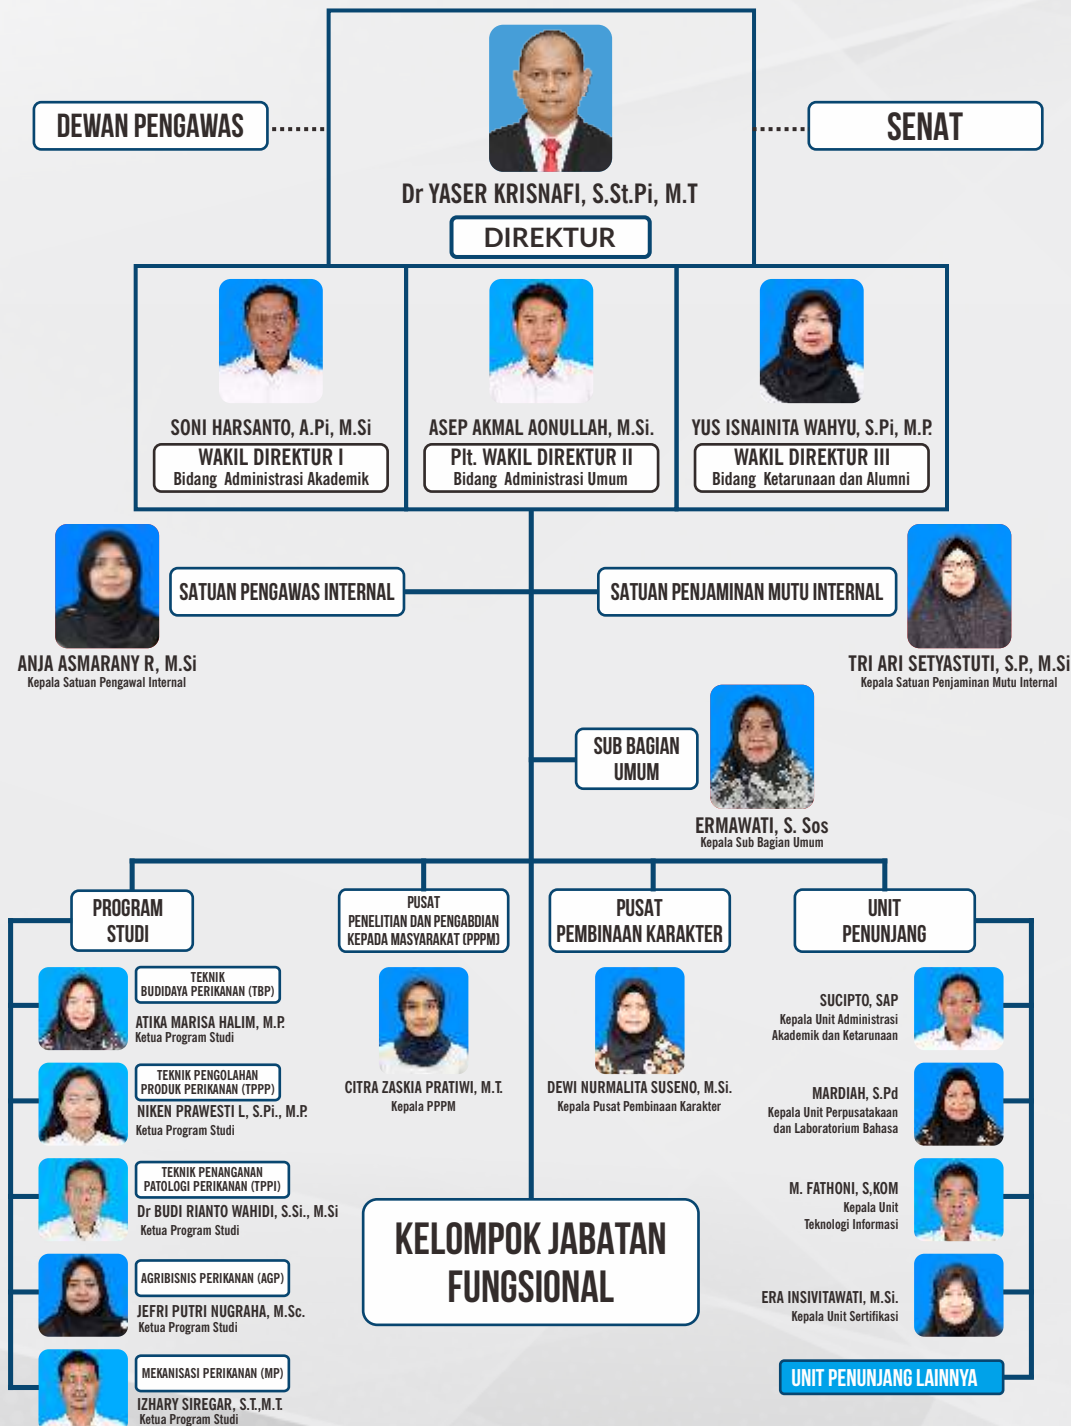 DEWAN PENGAWAS
SENAT
Dr YASER KRISNAFI, S.St.Pi, M.T
DIREKTUR
SONI HARSANTO, A.Pi, M.Si
WAKIL DIREKTUR I
Bidang Administrasi Akademik
ASEP AKMAL AONULLAH, M.Si.
Plt. WAKIL DIREKTUR II
Bidang Administrasi Umum
YUS ISNAINITA WAHYU, S.Pi, M.P.
WAKIL DIREKTUR III
Bidang Ketarunaan dan Alumni
SATUAN PENGAWAS INTERNAL
ANJA ASMARANY R, M.Si
Kepala Satuan Pengawal Internal
SATUAN PENJAMINAN MUTU INTERNAL
TRI ARI SETYASTUTI, S.P., M.Si
Kepala Satuan Penjaminan Mutu Internal
SUB BAGIAN
UMUM
ERMAWATI, S. Sos
Kepala Sub Bagian Umum
PROGRAM
STUDI
TEKNIK
BUDIDAYA PERIKANAN (TBP)
ATIKA MARISA HALIM, M.P.
Ketua Program Studi
TEKNIK PENGOLAHAN
PRODUK PERIKANAN (TPPP)
NIKEN PRAWESTI L, S.Pi., M.P.
Ketua Program Studi
TEKNIK PENANGANAN
PATOLOGI PERIKANAN (TPPI)
Dr BUDI RIANTO WAHIDI, S.Si., M.Si
Ketua Program Studi
AGRIBISNIS PERIKANAN (AGP)
JEFRI PUTRI NUGRAHA, M.Sc.
Ketua Program Studi
MEKANISASI PERIKANAN (MP)
IZHARY SIREGAR, S.T.,M.T.
Ketua Program Studi
PUSAT
PENELITIAN DAN PENGABDIAN
KEPADA MASYARAKAT (PPPM)
CITRA ZASKIA PRATIWI, M.T.
Kepala PPPM
PUSAT
PEMBINAAN KARAKTER
DEWI NURMALITA SUSENO, M.Si.
Kepala Pusat Pembinaan Karakter
UNIT
PENUNJANG
SUCIPTO, SAP
Kepala Unit Administrasi
Akademik dan Ketarunaan
MARDIAH, S.Pd
Kepala Unit Perpusatakaan
dan Laboratorium Bahasa
M. FATHONI, S,KOM
Kepala Unit
Teknologi Informasi
ERA INSIVITAWATI, M.Si.
Kepala Unit Sertifikasi
UNIT PENUNJANG LAINNYA
KELOMPOK JABATAN
FUNGSIONAL